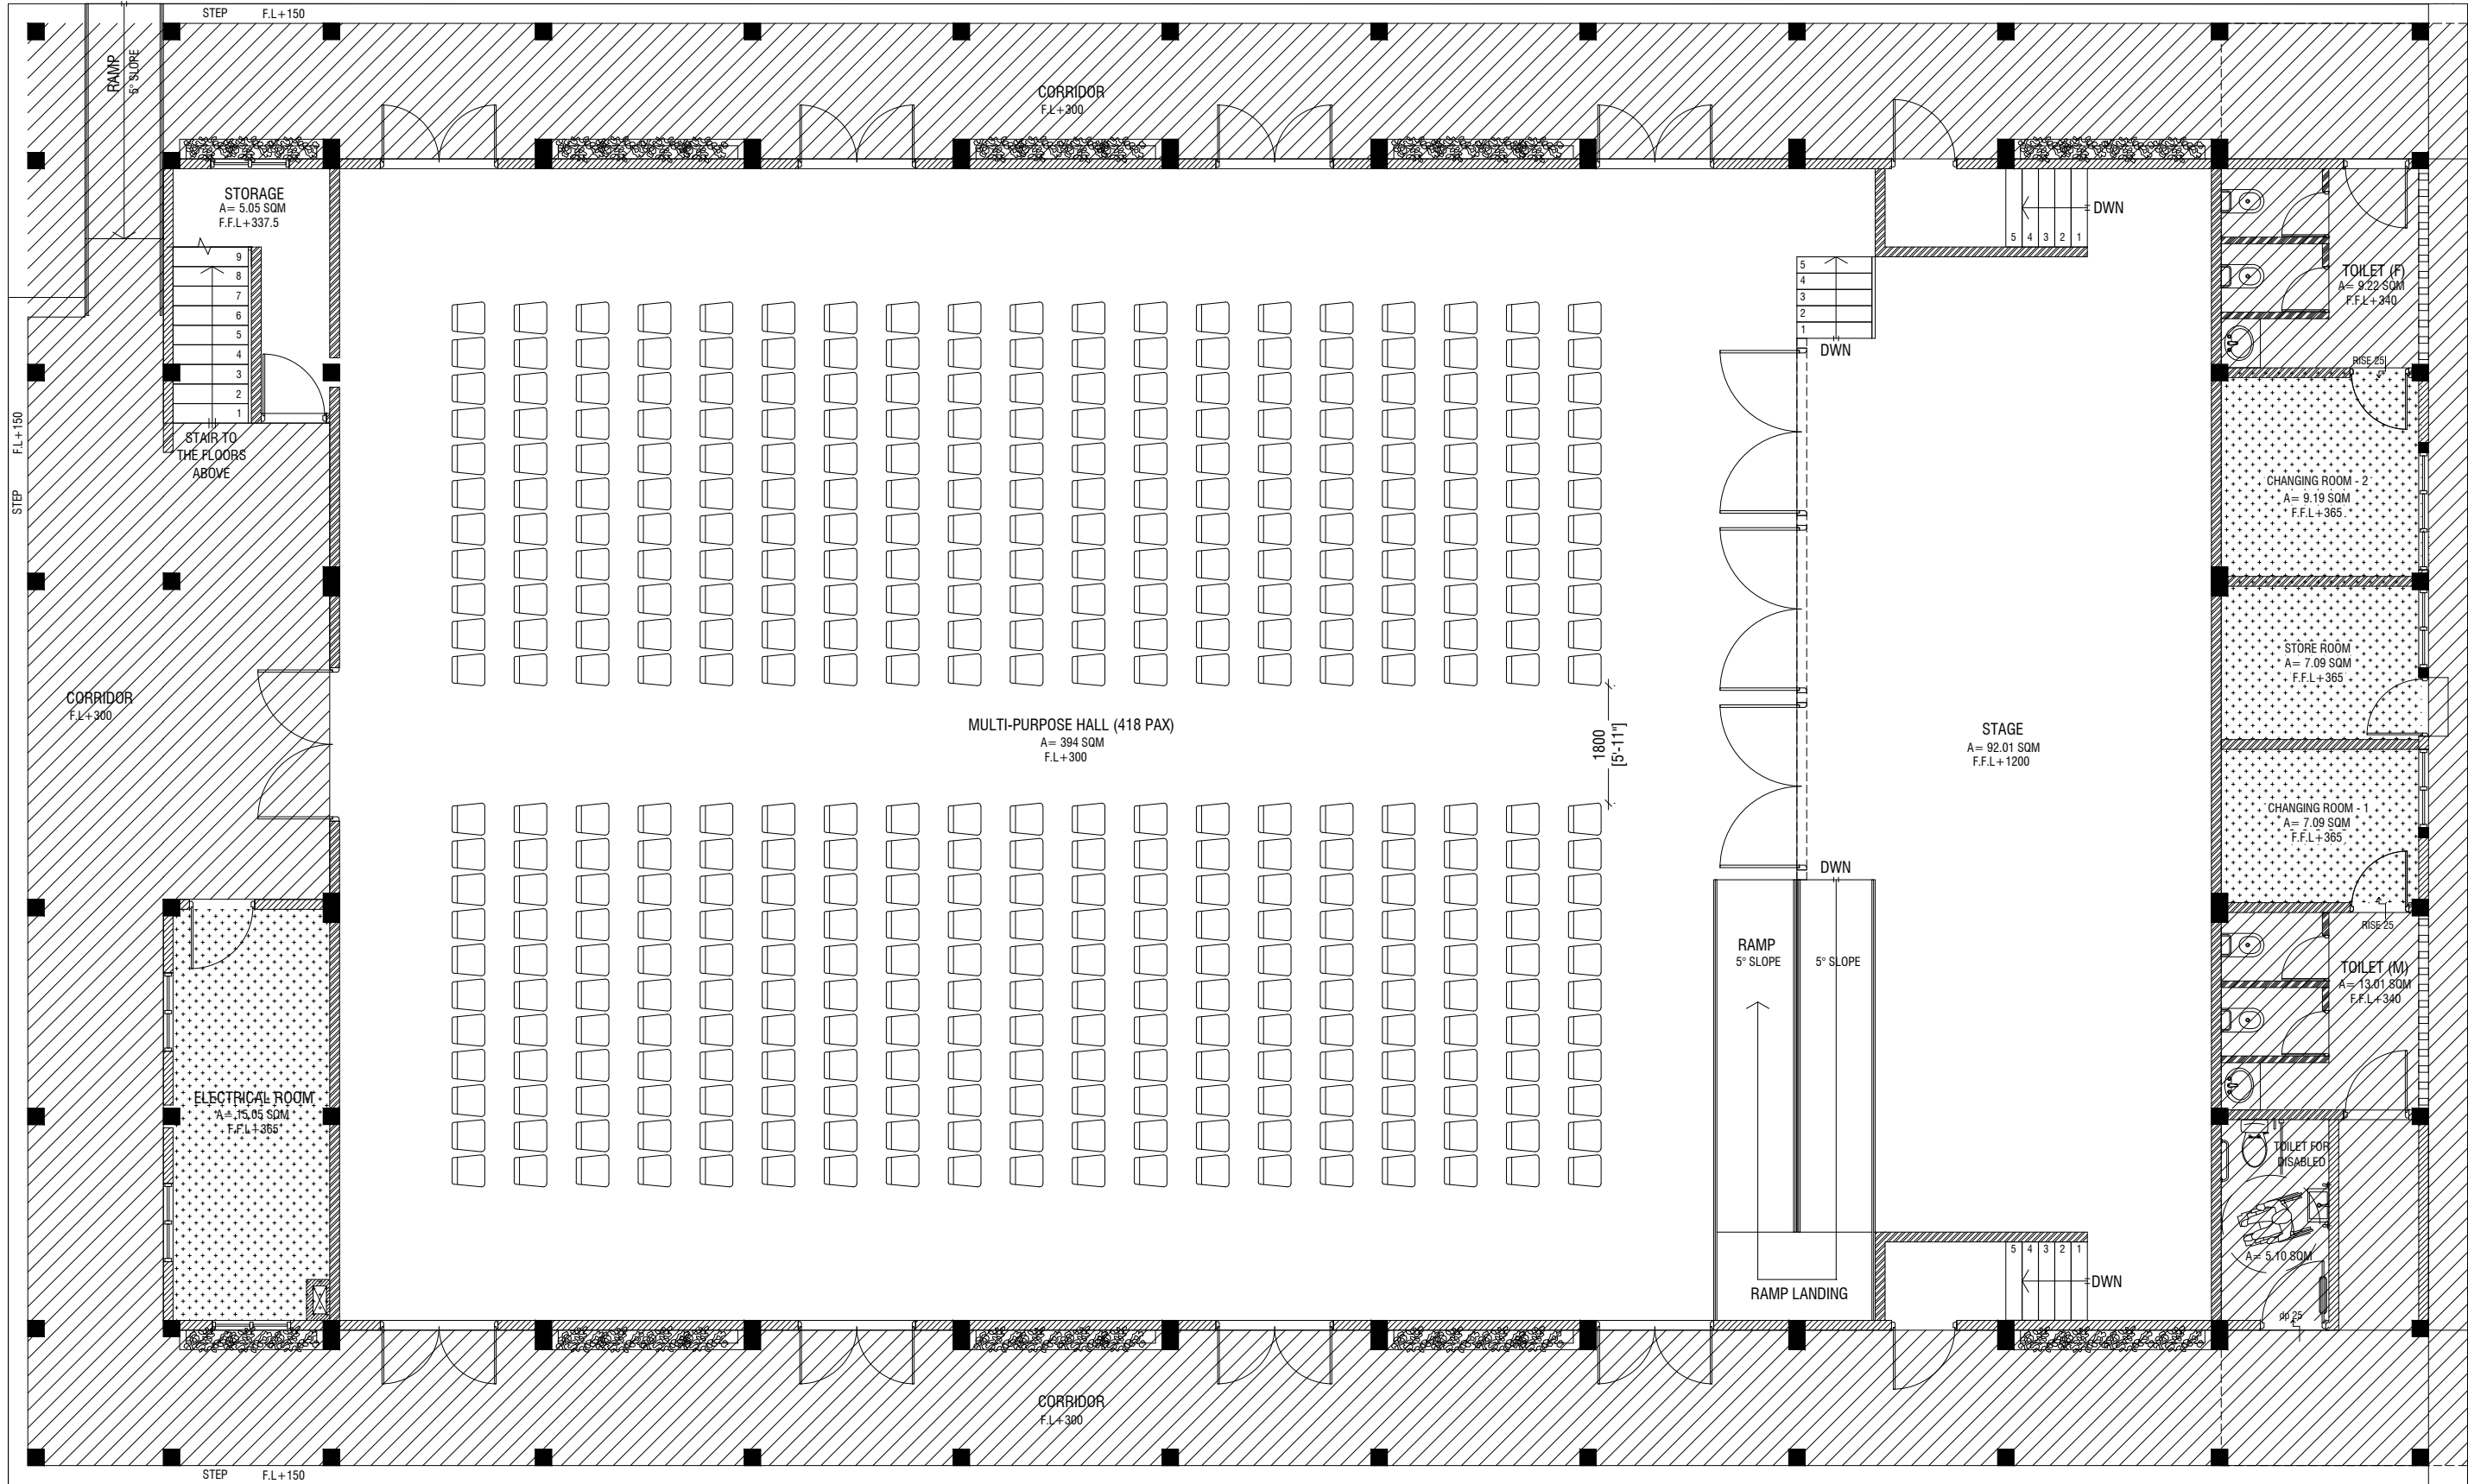 STEP F.L+150
RAMP
5° SLOPE
CORRIDOR
F.L+300
STORAGE
A= 5.05 SQM
F.F.L+337.5
9
8
7
6
5
4
3
2
1
STAIR TO
THE FLOORS
ABOVE
F.L+150
STEP
CORRIDOR
F.L+300
ELECTRICAL ROOM
A= 15.05 SQM
F.F.L+365
MULTI-PURPOSE HALL (418 PAX)
A= 394 SQM
F.L+300
1800
[5'-11"]
5 4 3 2 1
DWN
5
4
3
2
1
DWN
STAGE
A= 92.01 SQM
F.F.L+1200
DWN
RAMP
5° SLOPE
5° SLOPE
RAMP LANDING
5 4 3 2 1
DWN
TOILET (F)
A= 9.22 SQM
F.F.L+340
RISE 25
CHANGING ROOM - 2
A= 9.19 SQM
F.F.L+365
STORE ROOM
A= 7.09 SQM
F.F.L+365
CHANGING ROOM - 1
A= 7.09 SQM
F.F.L+365
RISE 25
TOILET (M)
A= 13.01 SQM
F.F.L+340
TOILET FOR
DISABLED
A= 5.10 SQM
dp 25
CORRIDOR
F.L+300
STEP F.L+150